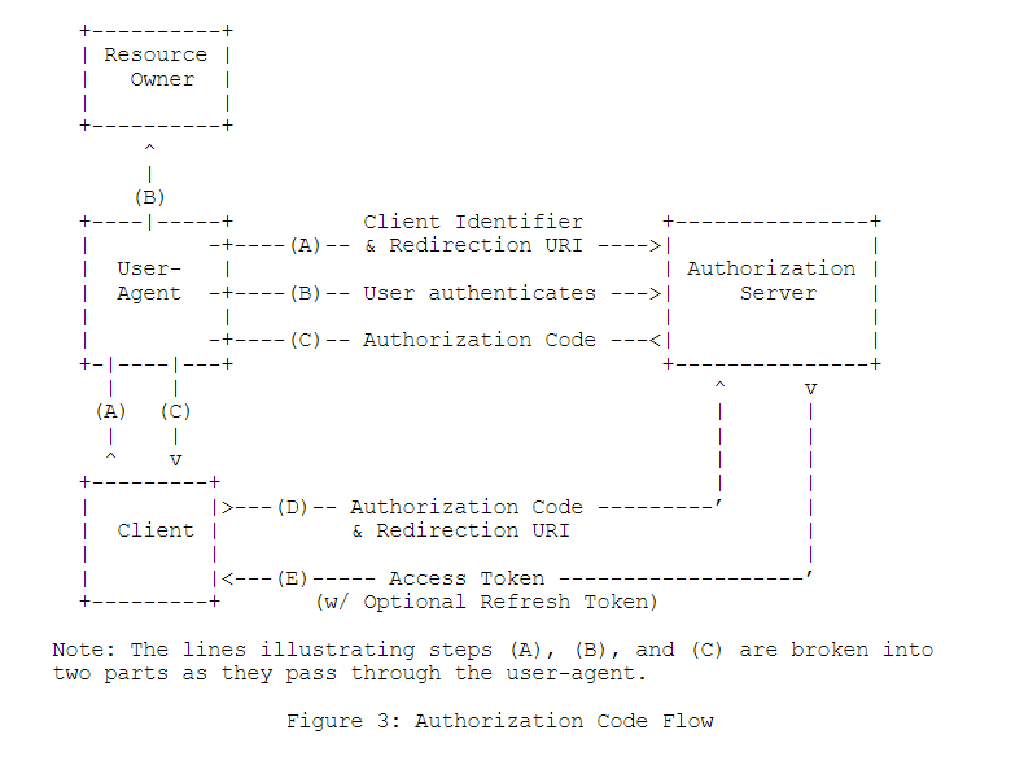 +----------+
| Resource |
|   Owner  |
|          |
+----------+
     ^
     |
    (B)
+----|-----+          Client Identifier      +---------------+
|         -+----(A)-- & Redirection URI ---->|               |
|  User-   |                                 | Authorization |
|  Agent  -+----(B)-- User authenticates --->|     Server    |
|          |                                 |               |
|         -+----(C)-- Authorization Code ---<|               |
+-|----|---+                                 +---------------+
  |    |                                         ^      v
 (A)  (C)                                        |      |
  |    |                                         |      |
  ^    v                                         |      |
+---------+                                      |      |
|         |>---(D)-- Authorization Code ---------'      |
|  Client |          & Redirection URI                  |
|         |                                             |
|         |<---(E)----- Access Token -------------------'
+---------+       (w/ Optional Refresh Token)
Note: The lines illustrating steps (A), (B), and (C) are broken into
two parts as they pass through the user-agent.
Figure 3: Authorization Code Flow